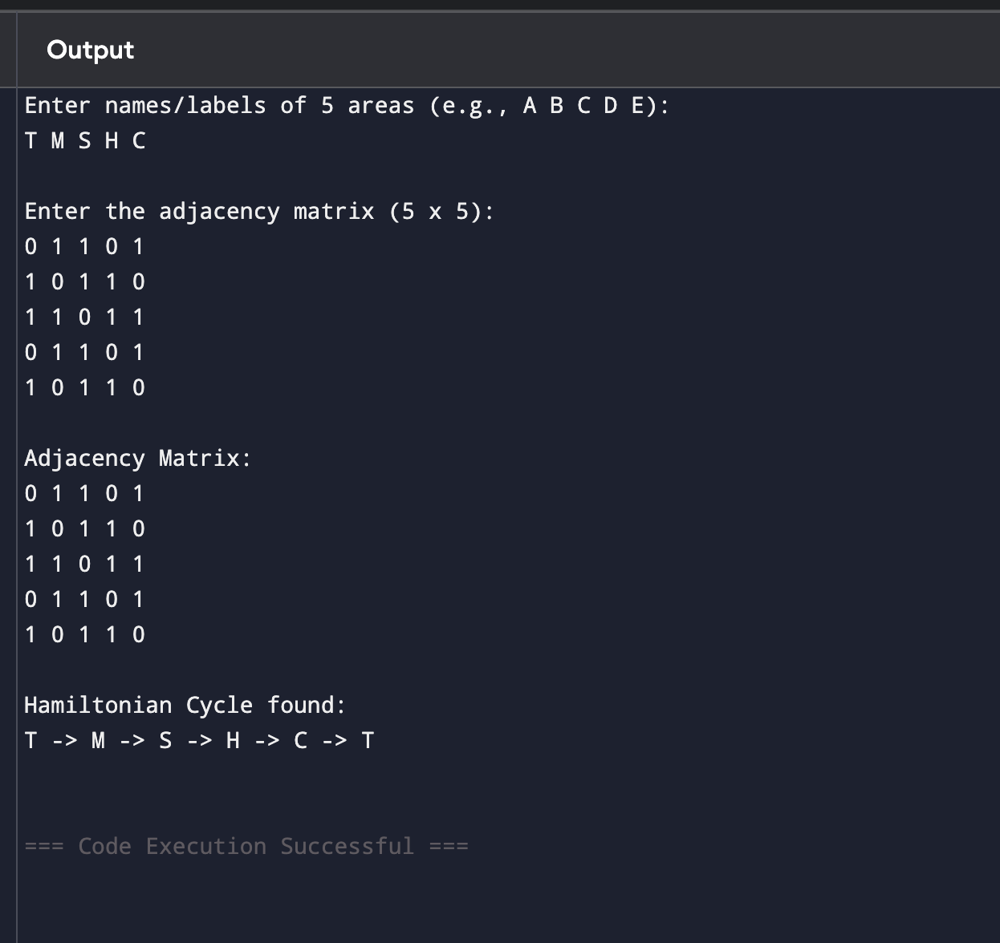 Output
Enter names/labels of 5 areas (e.g., A B C D E):
T M S H C
Enter the adjacency matrix (5 x 5):
0 1 1 0 1
1 0 1 1 0
1 1 0 1 1
0 1 1 0 1
1 0 1 1 0
Adjacency Matrix:
0 1 1 0 1
1 0 1 1 0
1 1 0 1 1
0 1 1 0 1
1 0 1 1 0
Hamiltonian Cycle found:
T -> M -> S -> H -> C -> T
=== Code Execution Successful ===